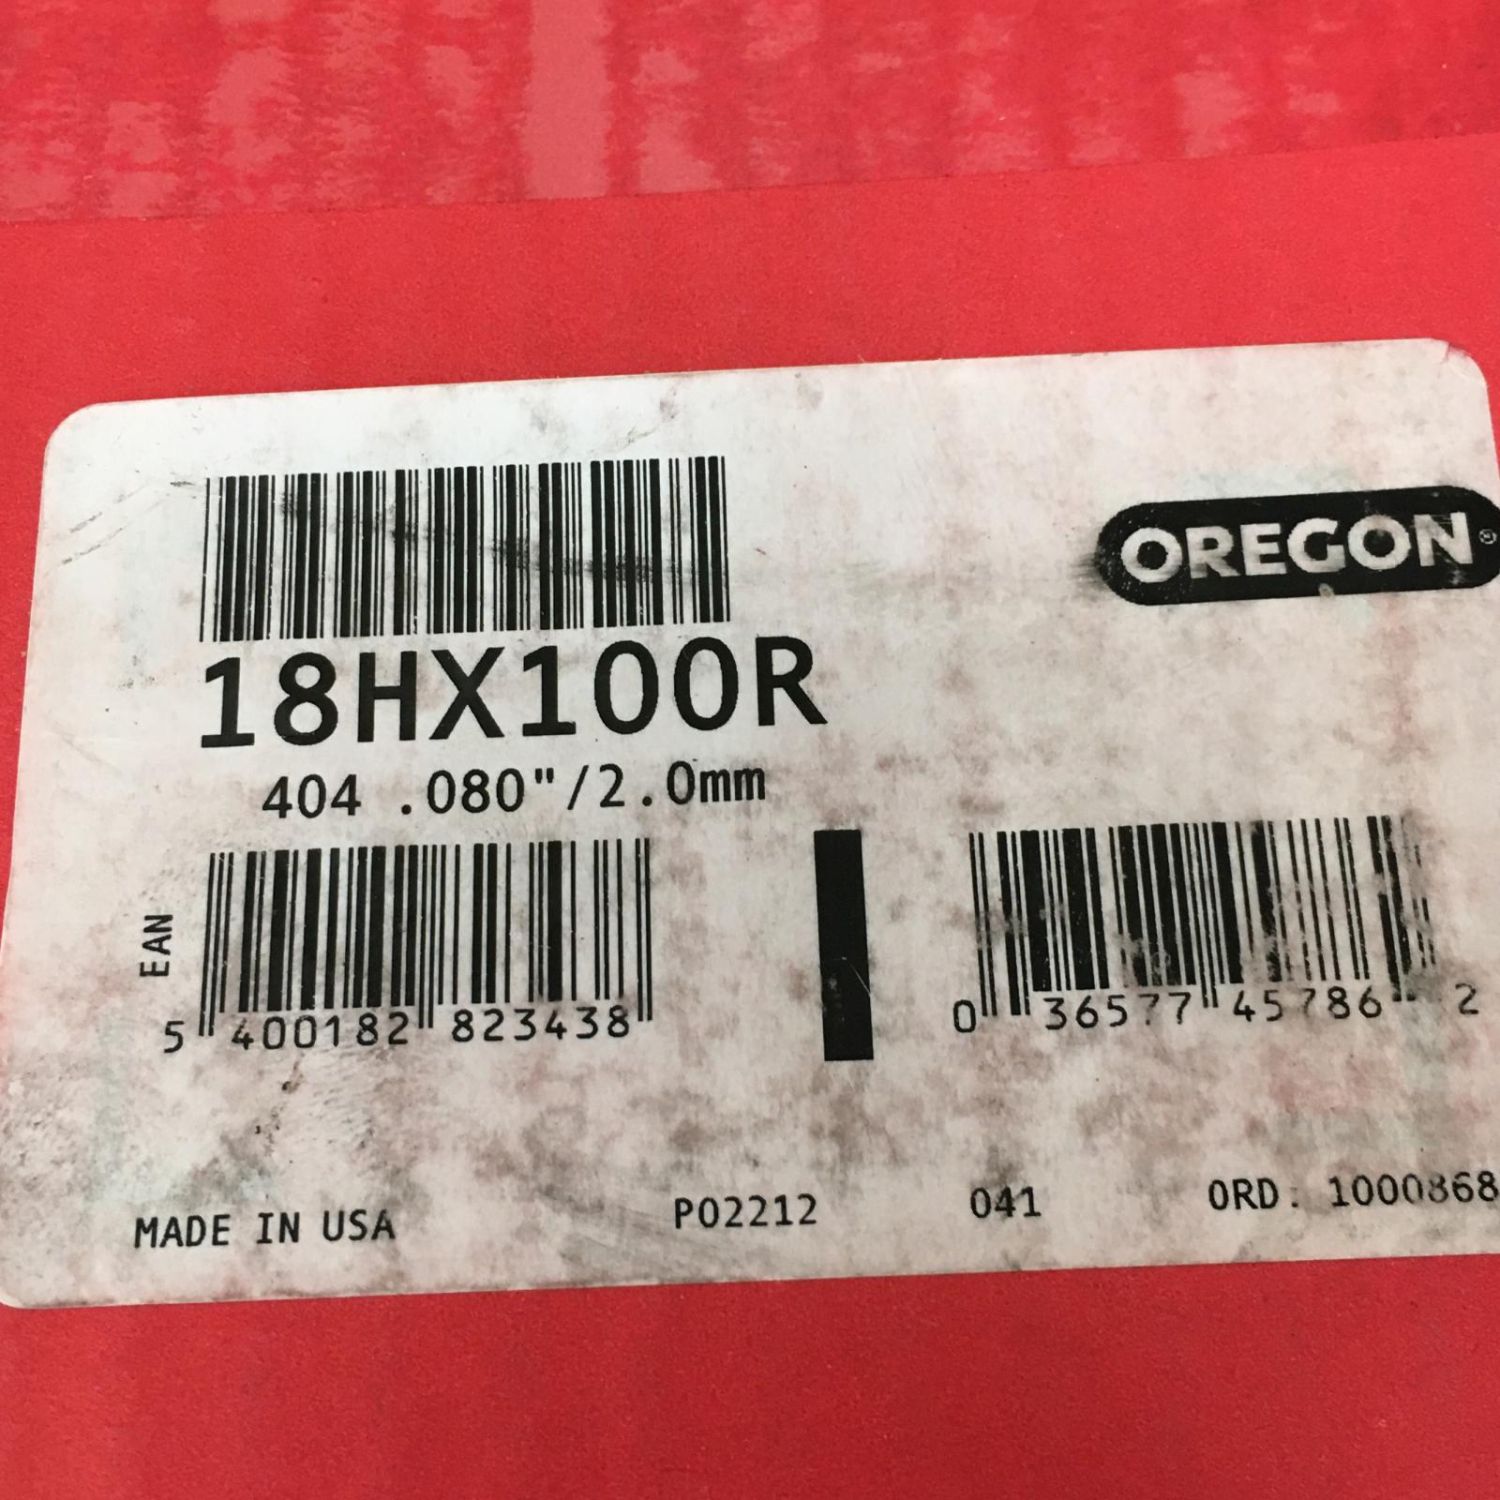 OREGON®
18HX100R
404 .080"/2.0mm
EAN
5 400182 823438
0 36577 45786 2
MADE IN USA P02212 041 ORD: 1000868